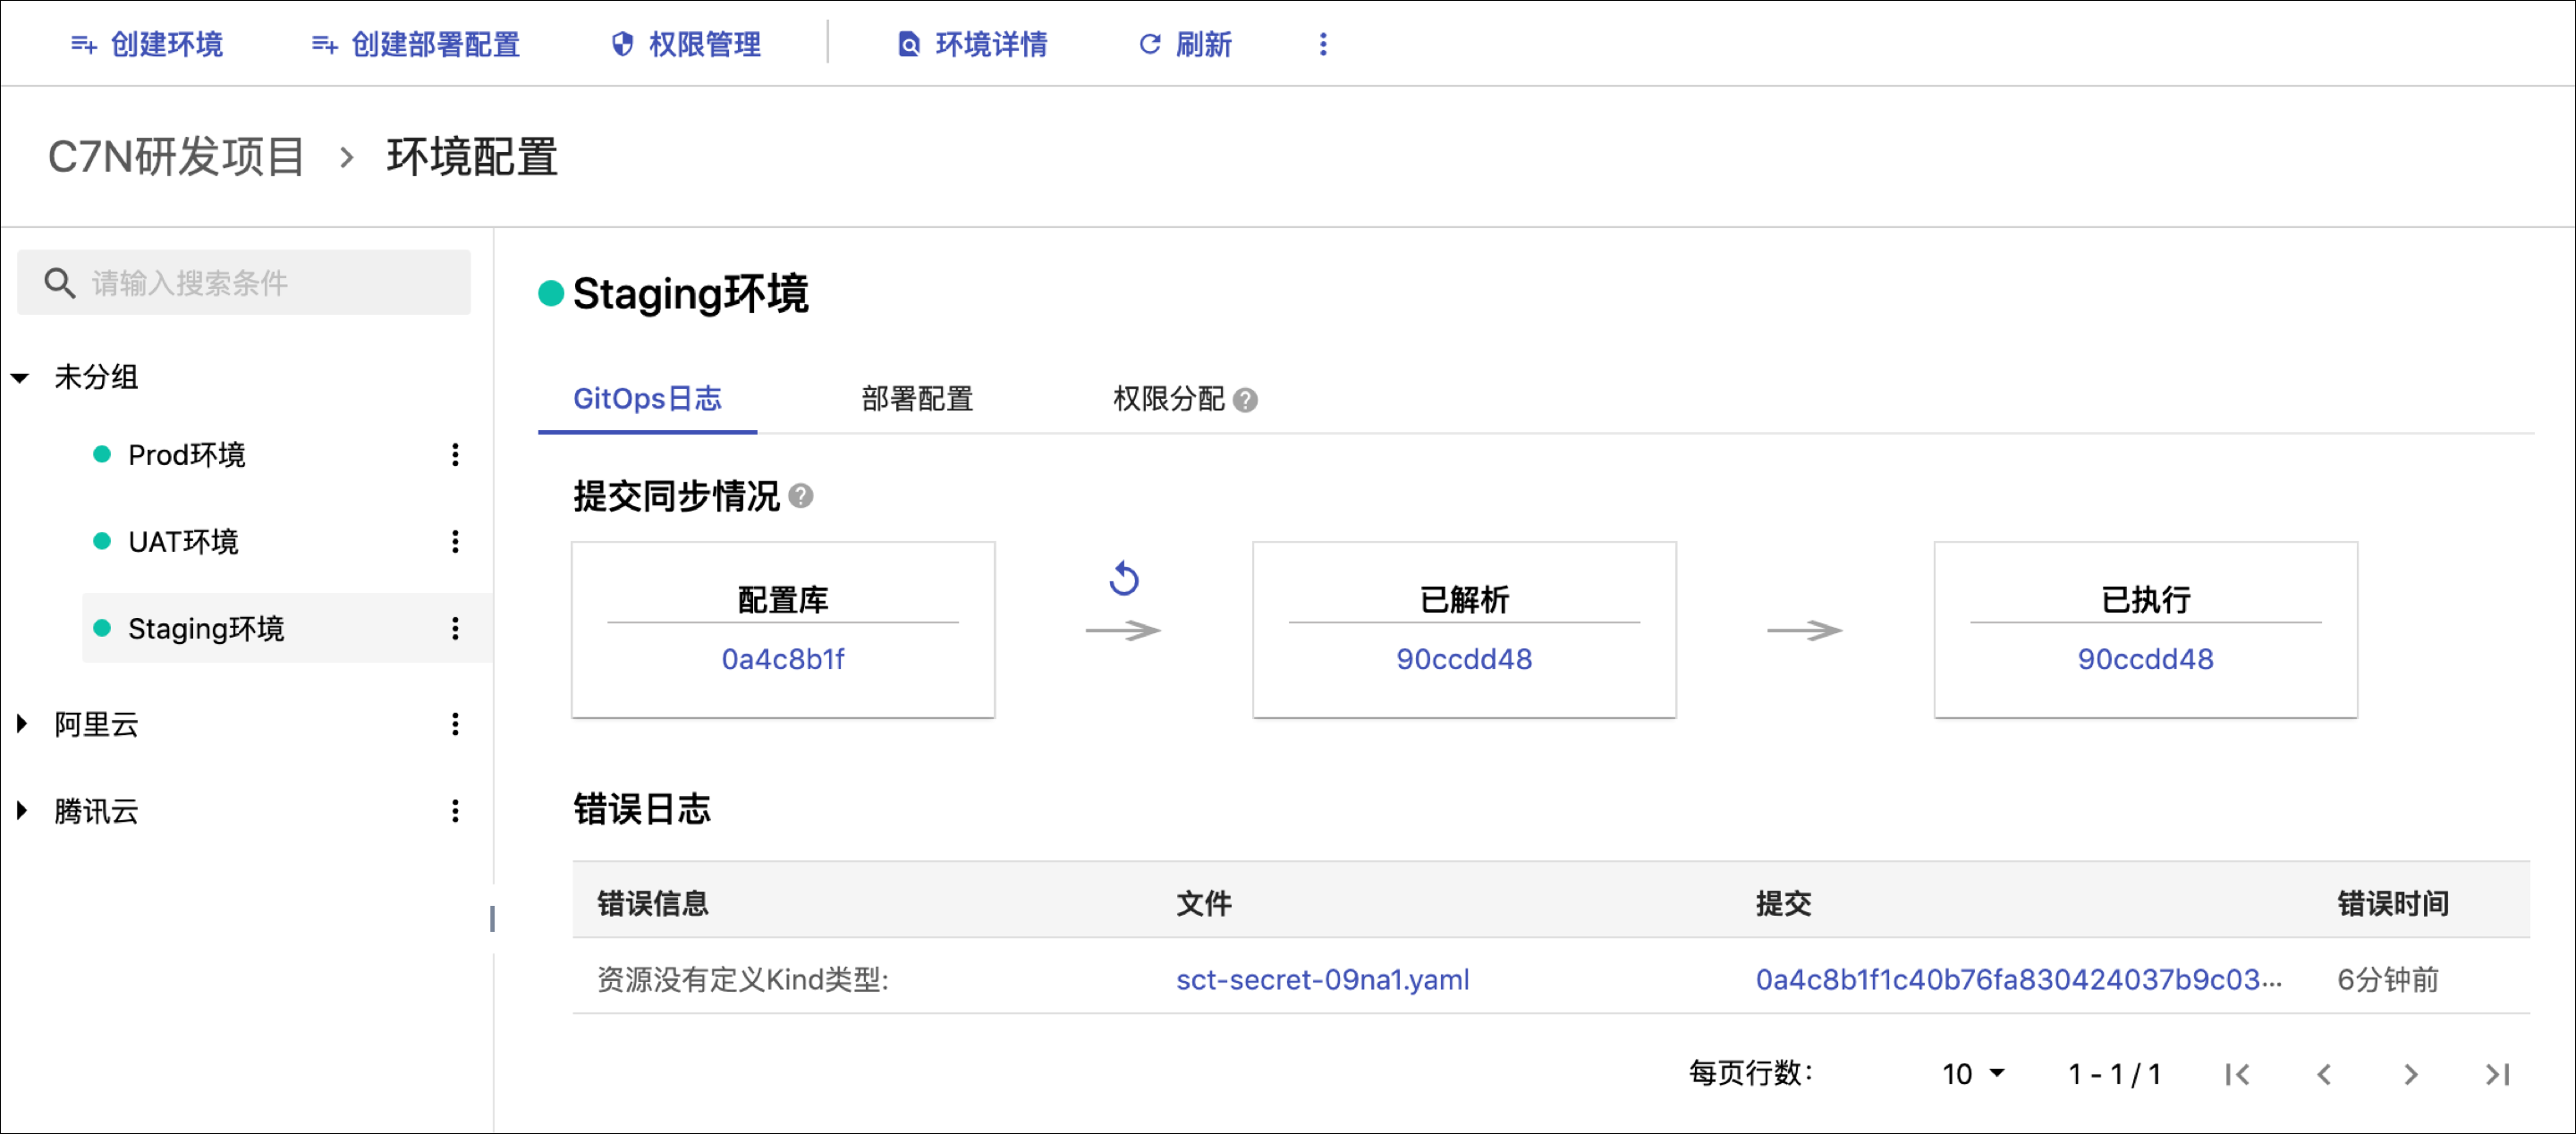 创建环境 创建部署配置 权限管理 环境详情 刷新
C7N研发项目 › 环境配置
请输入搜索条件
未分组
Prod环境
UAT环境
Staging环境
阿里云
腾讯云
Staging环境
GitOps日志 部署配置 权限分配
提交同步情况
配置库 已解析 已执行
0a4c8b1f 90ccdd48 90ccdd48
错误日志
错误信息 文件 提交 错误时间
资源没有定义Kind类型: sct-secret-09na1.yaml 0a4c8b1f1c40b76fa830424037b9c03··· 6分钟前
每页行数： 10 1 - 1 / 1